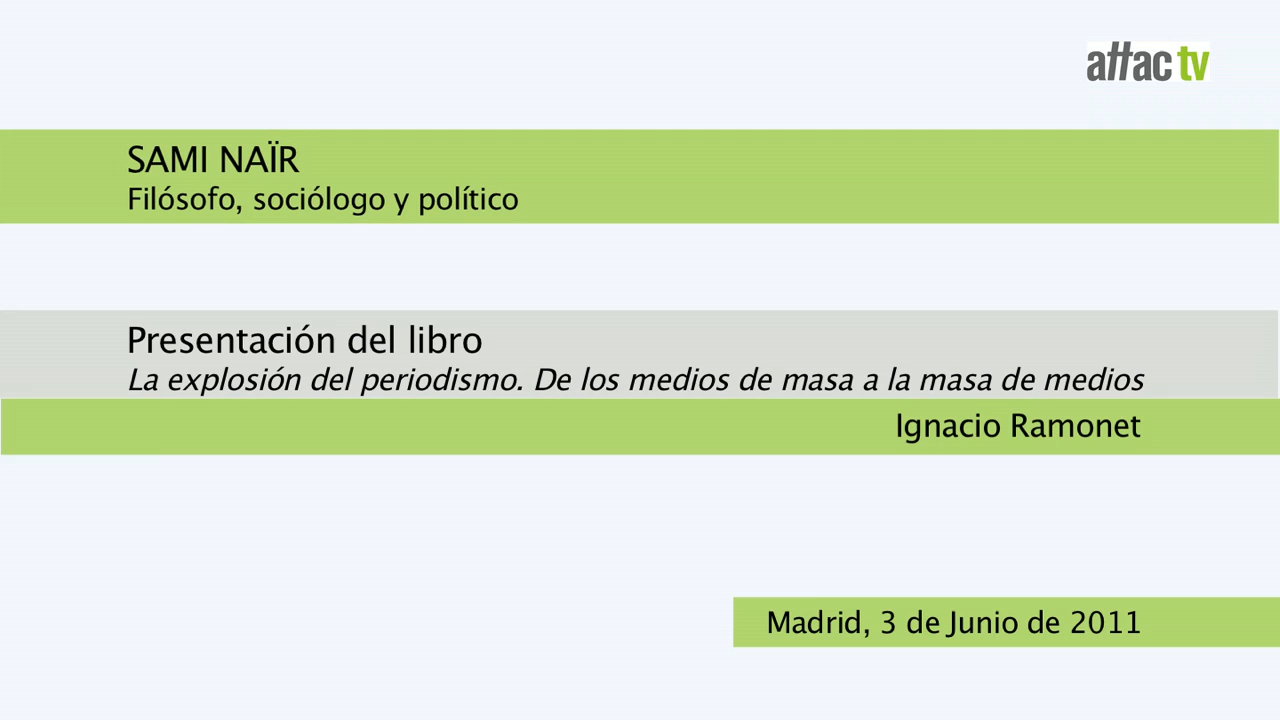 attac tv
SAMI NAÏR
Filósofo, sociólogo y político
Presentación del libro
La explosión del periodismo. De los medios de masa a la masa de medios
Ignacio Ramonet
Madrid, 3 de Junio de 2011